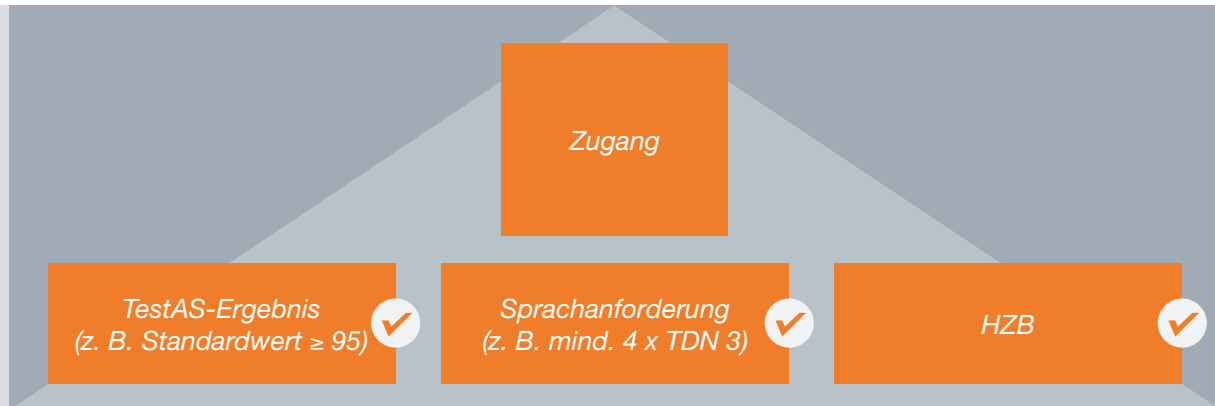 Zugang
TestAS-Ergebnis
(z. B. Standardwert ≥ 95)
Sprachanforderung
(z. B. mind. 4 x TDN 3)
HZB